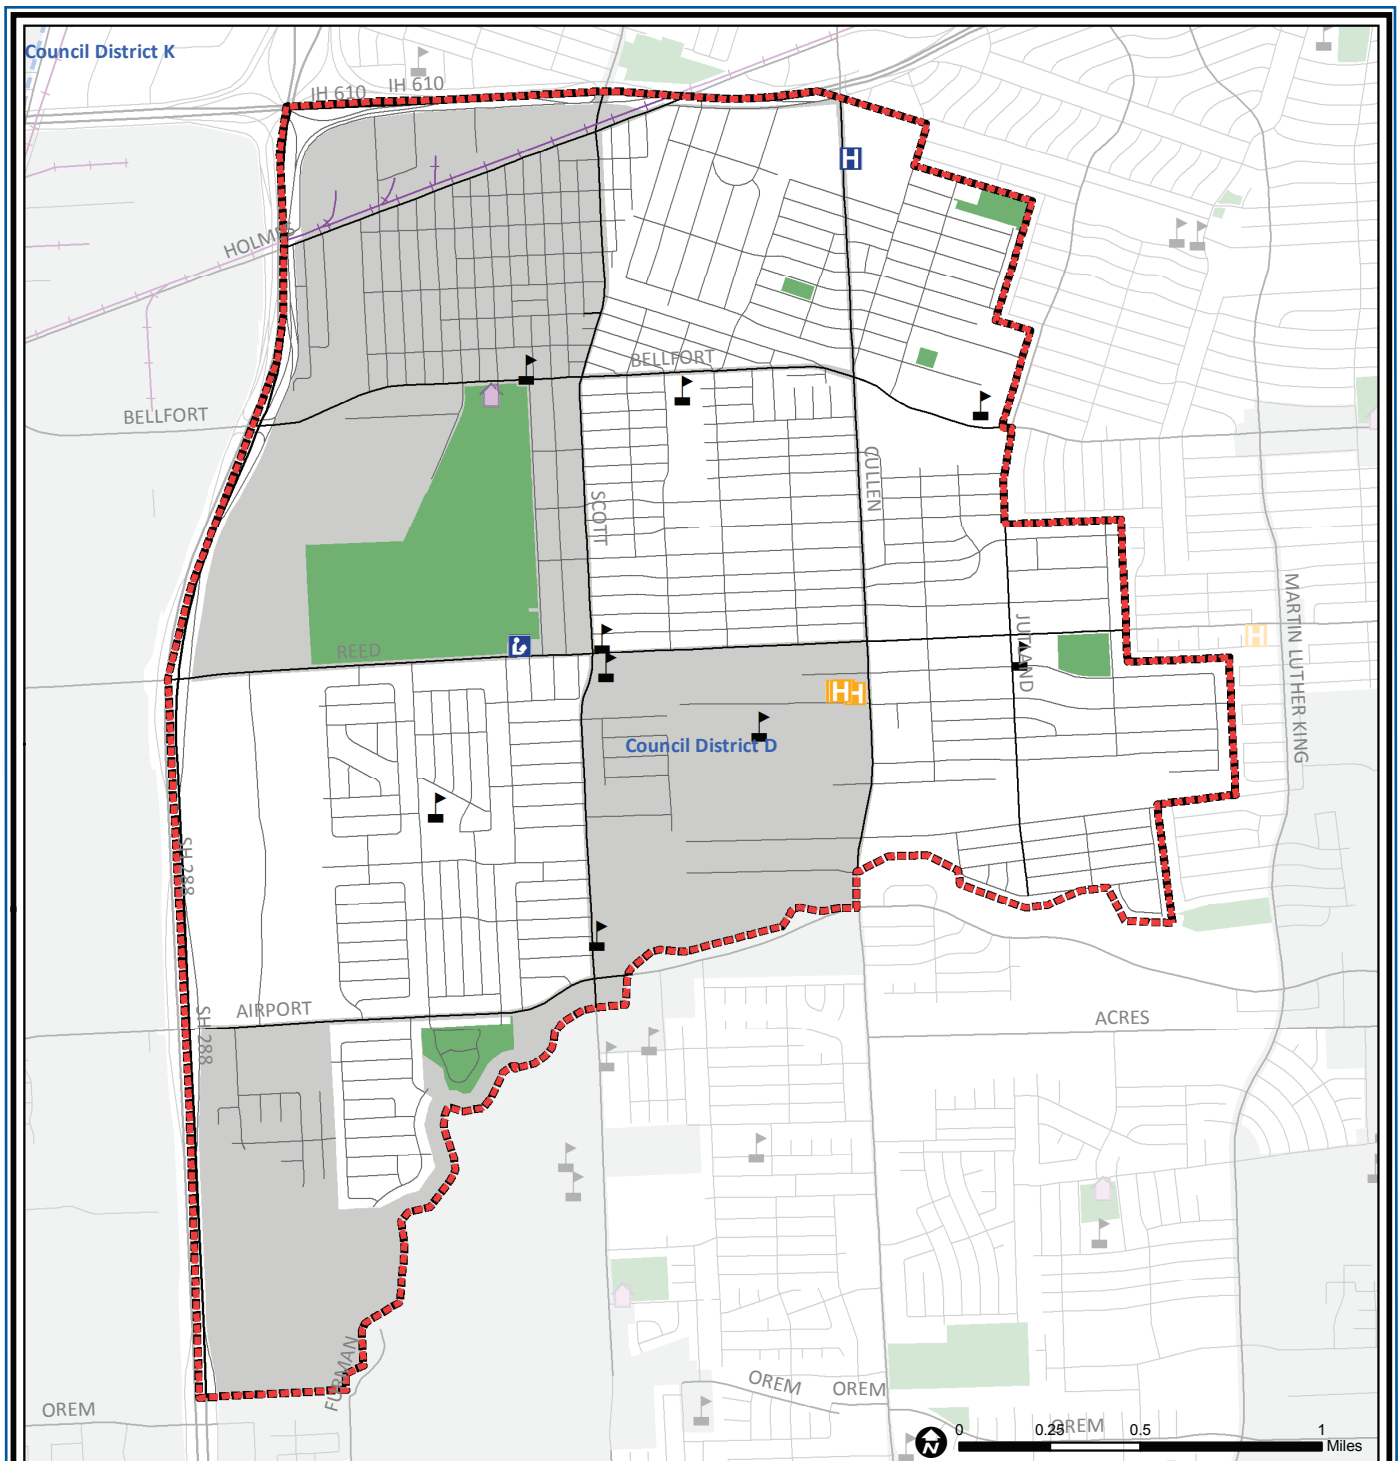 Council District K
IH 610
IH 610
H
HOLMES
BELLFORT
BELLFORT
CULLEN
SCOTT
MARTIN LUTHER KING
JUTLAND
REED
H
H
H
Council District D
SH 288
SH 288
AIRPORT
ACRES
FURMAN
OREM
OREM
OREM
OREM
N
0
0.25
0.5
1
Miles